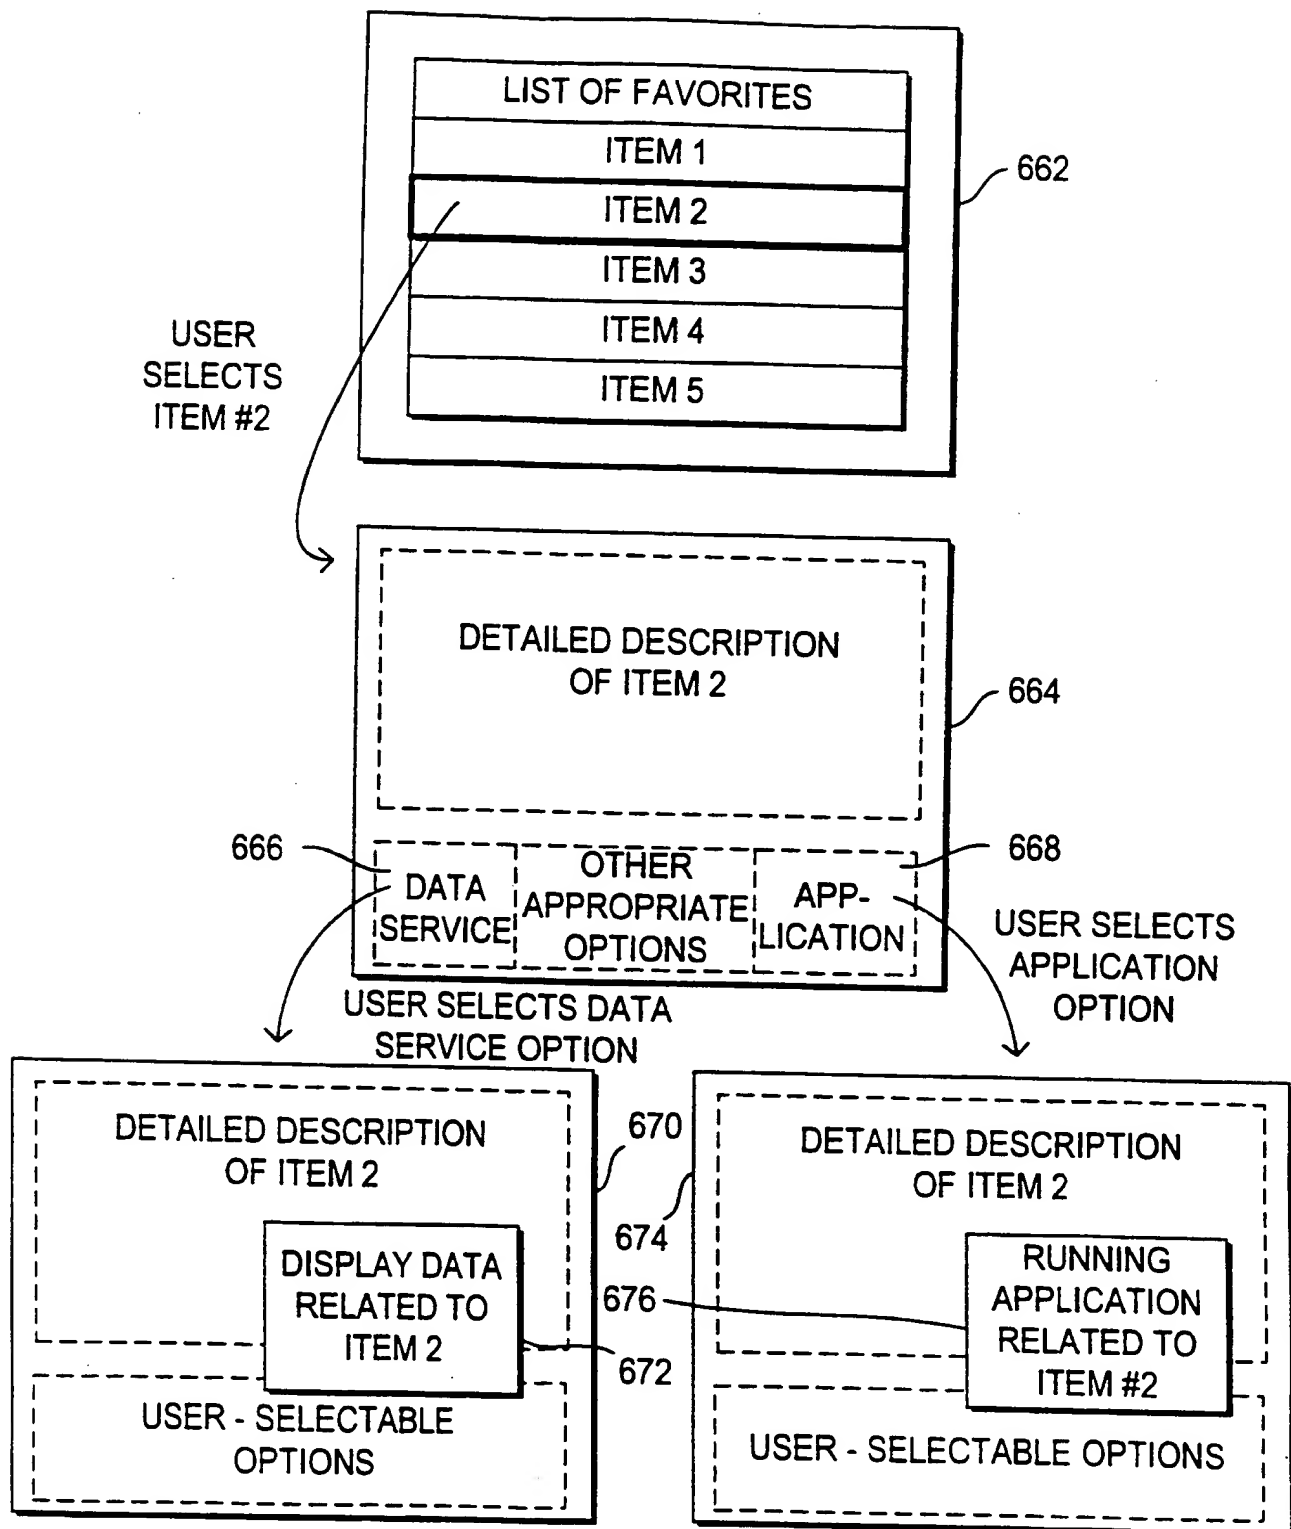 LIST OF FAVORITES
ITEM 1
662
ITEM 2
ITEM 3
USER
SELECTS
ITEM #2
ITEM 4
ITEM 5
DETAILED DESCRIPTION
OF ITEM 2
664
666
668
DATA
SERVICE
OTHER
APPROPRIATE
OPTIONS
APP-
LICATION
USER SELECTS
APPLICATION
OPTION
USER SELECTS DATA
SERVICE OPTION
DETAILED DESCRIPTION
OF ITEM 2
670
DISPLAY DATA
RELATED TO
ITEM 2
672
USER - SELECTABLE
OPTIONS
DETAILED DESCRIPTION
OF ITEM 2
674
RUNNING
APPLICATION
RELATED TO
ITEM #2
676
USER - SELECTABLE OPTIONS